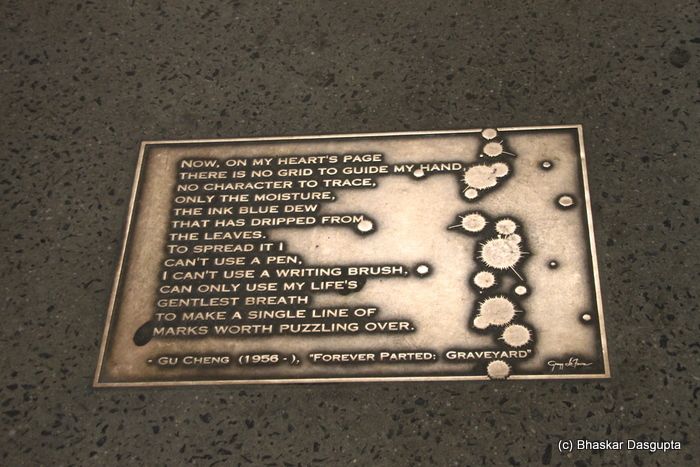 NOW, ON MY HEART'S PAGE
THERE IS NO GRID TO GUIDE MY HAND,
NO CHARACTER TO TRACE,
ONLY THE MOISTURE,
THE INK BLUE DEW
THAT HAS DRIPPED FROM
THE LEAVES.
TO SPREAD IT I
CAN'T USE A PEN,
I CAN'T USE A WRITING BRUSH,
CAN ONLY USE MY LIFE'S
GENTLEST BREATH
TO MAKE A SINGLE LINE OF
MARKS WORTH PUZZLING OVER.
- GU CHENG (1956 - ), "FOREVER PARTED: GRAVEYARD"
(c) Bhaskar Dasgupta